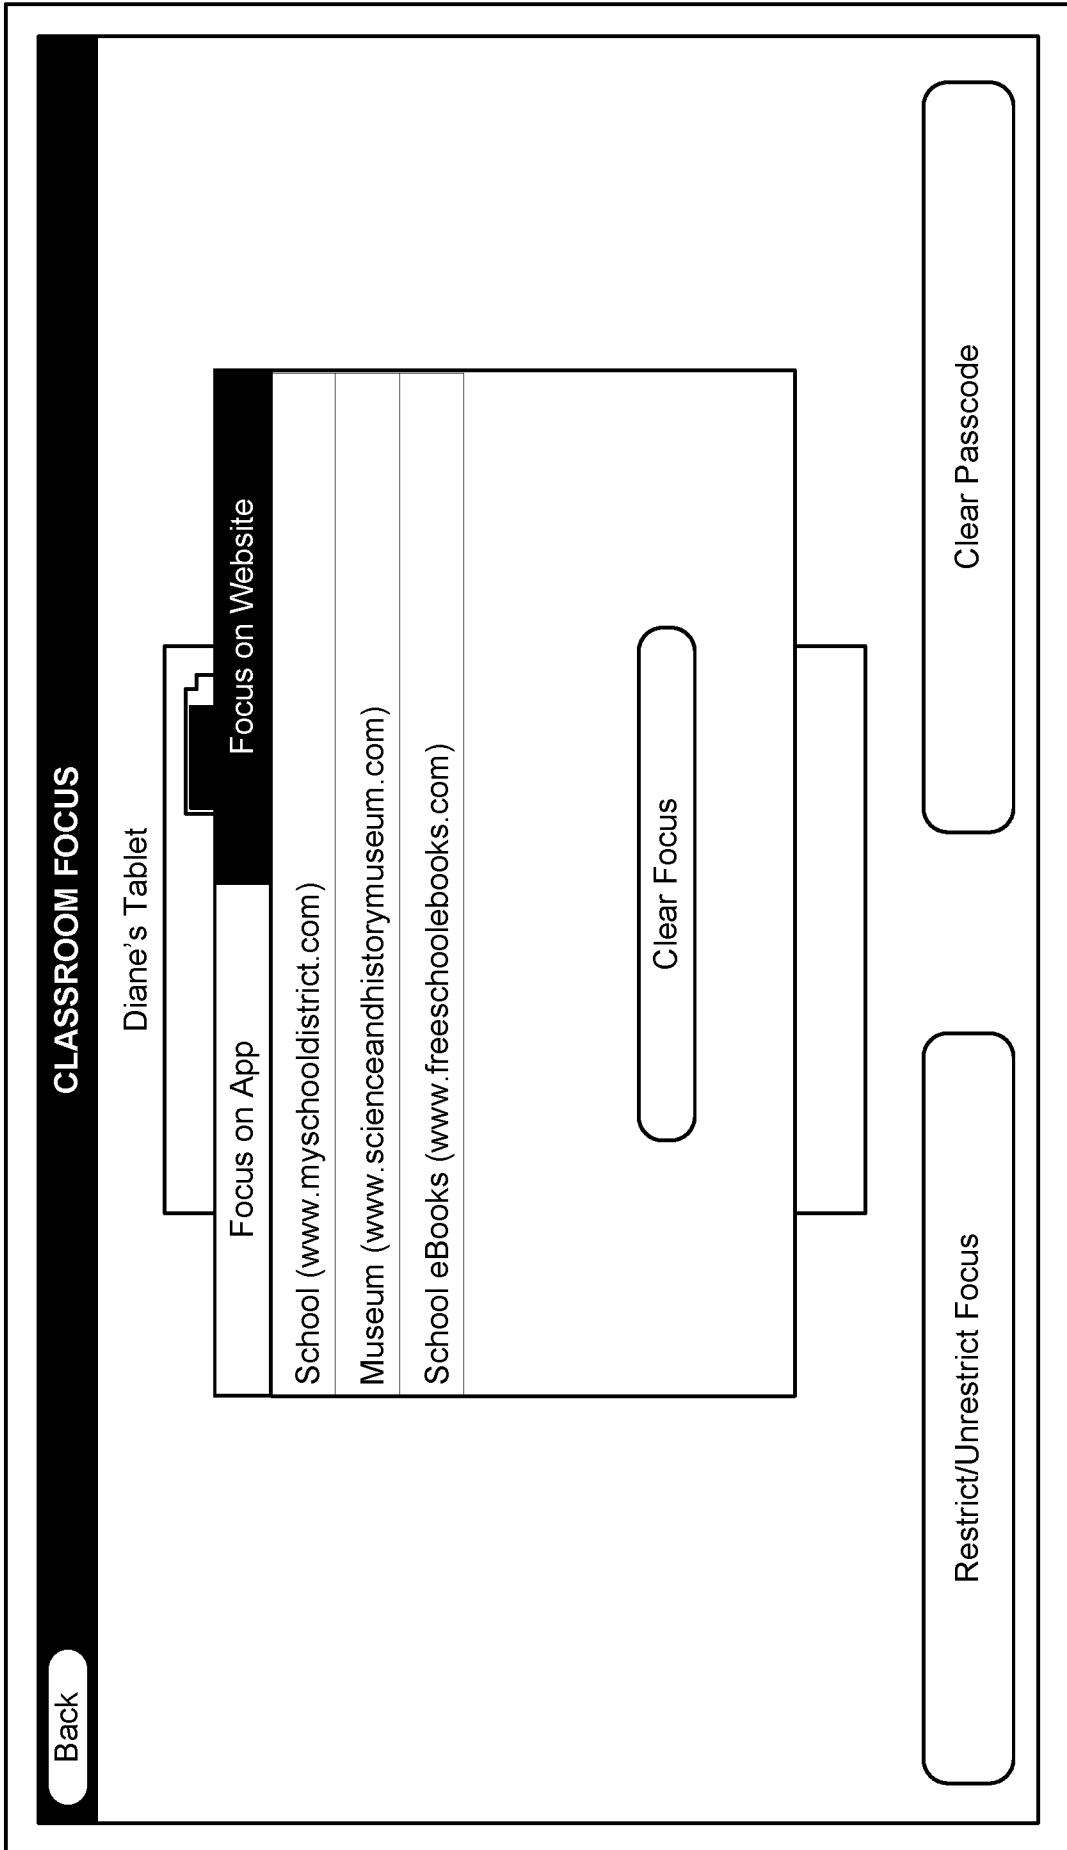 Back
CLASSROOM FOCUS
Diane's Tablet
Focus on App
Focus on Website
School (www.myschooldistrict.com)
Museum (www.scienceandhistorymuseum.com)
School eBooks (www.freeschoolebooks.com)
Clear Focus
Restrict/Unrestrict Focus
Clear Passcode